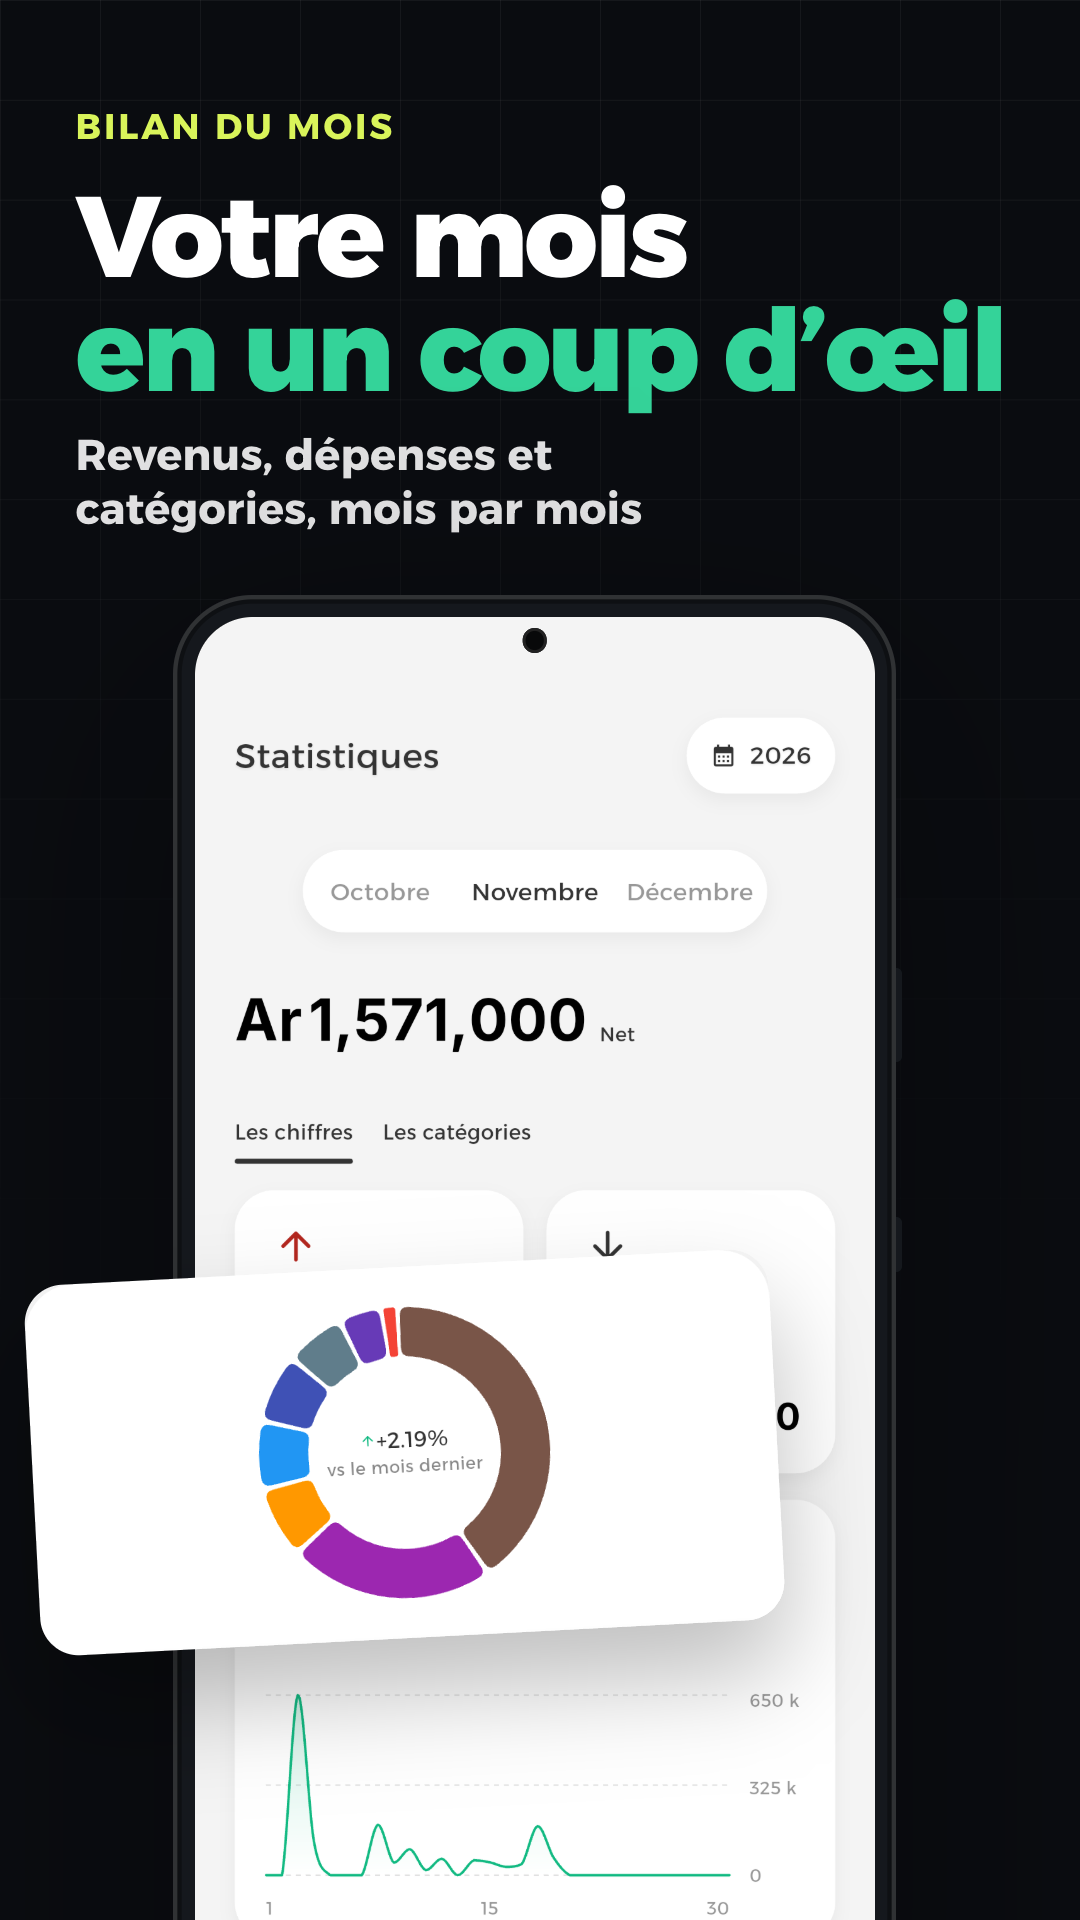 BILAN DU MOIS
Votre mois
en un coup d’œil
Revenus, dépenses et
catégories, mois par mois
Statistiques
2026
Octobre Novembre Décembre
Ar 1,571,000 Net
Les chiffres Les catégories
0
+2.19%
vs le mois dernier
650 k
325 k
0
1 15 30